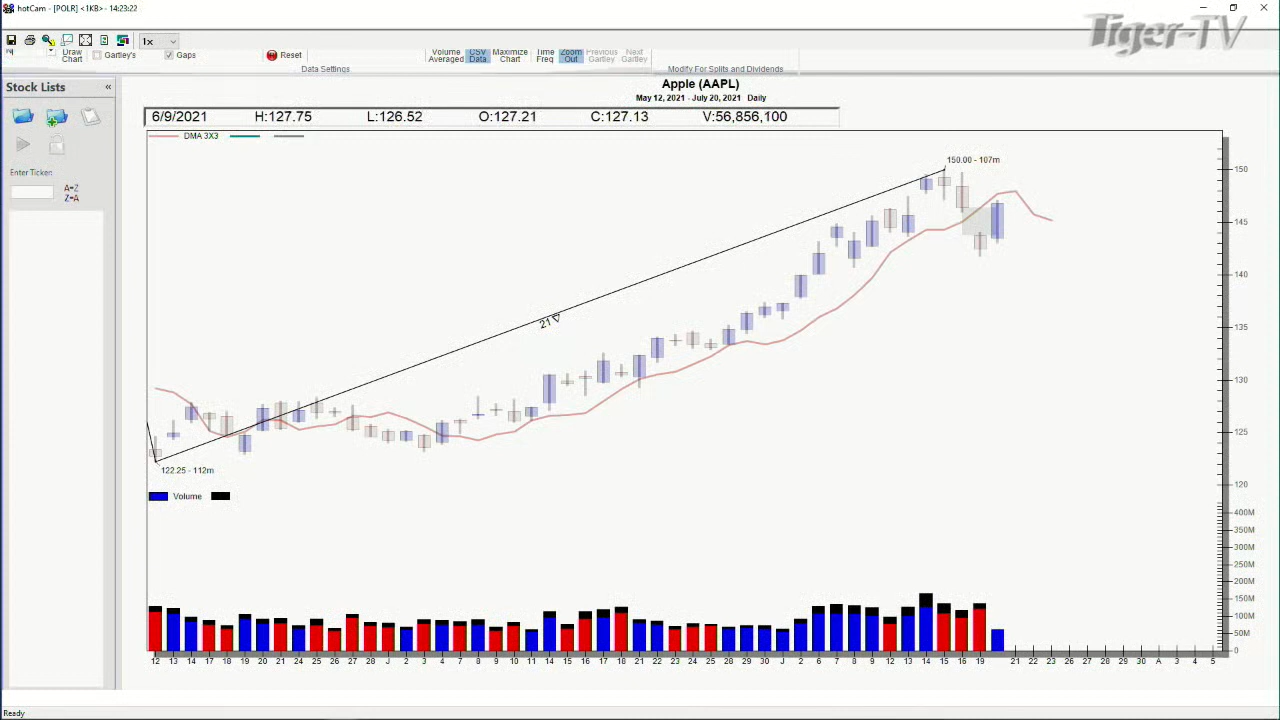 hotCam - [POLR] <1KB> - 14:23:22
Tiger-TV
1x
Draw Chart
Gartley's
Gaps
Reset
Volume Averaged
CSV Data
Maximize Chart
Time Freq
Zoom Out
Previous Gartley
Next Gartley
Data Settings
Modify For Splits and Dividends
Stock Lists «
Enter Ticker:
A=Z
Z=A
Apple (AAPL)
May 12, 2021 - July 20, 2021 Daily
6/9/2021 H:127.75 L:126.52 O:127.21 C:127.13 V:56,856,100
DMA 3X3
150.00 - 107m
150
145
140
21
135
130
125
122.25 - 112m
120
Volume
400M
350M
300M
250M
200M
150M
100M
50M
0
12 13 14 17 18 19 20 21 24 25 26 27 28 J 2 3 4 7 8 9 10 11 14 15 16 17 18 21 22 23 24 25 28 29 30 J 2 6 7 8 9 12 13 14 15 16 19 21 22 23 26 27 28 29 30 A 3 4 5
Ready